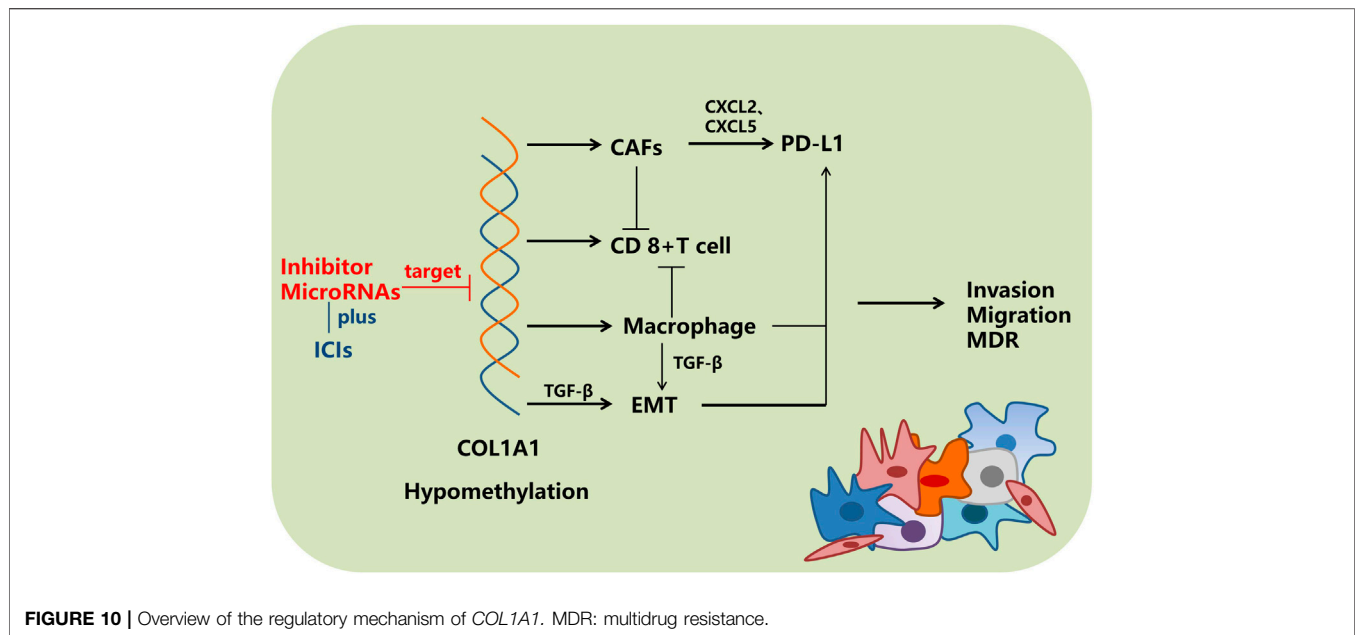 CXCL2、
CXCL5
CAFs
PD-L1
CD 8+T cell
Inhibitor
MicroRNAs
target
plus
ICIs
Macrophage
TGF-β
TGF-β
EMT
Invasion
Migration
MDR
COL1A1
Hypomethylation
FIGURE 10 | Overview of the regulatory mechanism of COL1A1. MDR: multidrug resistance.